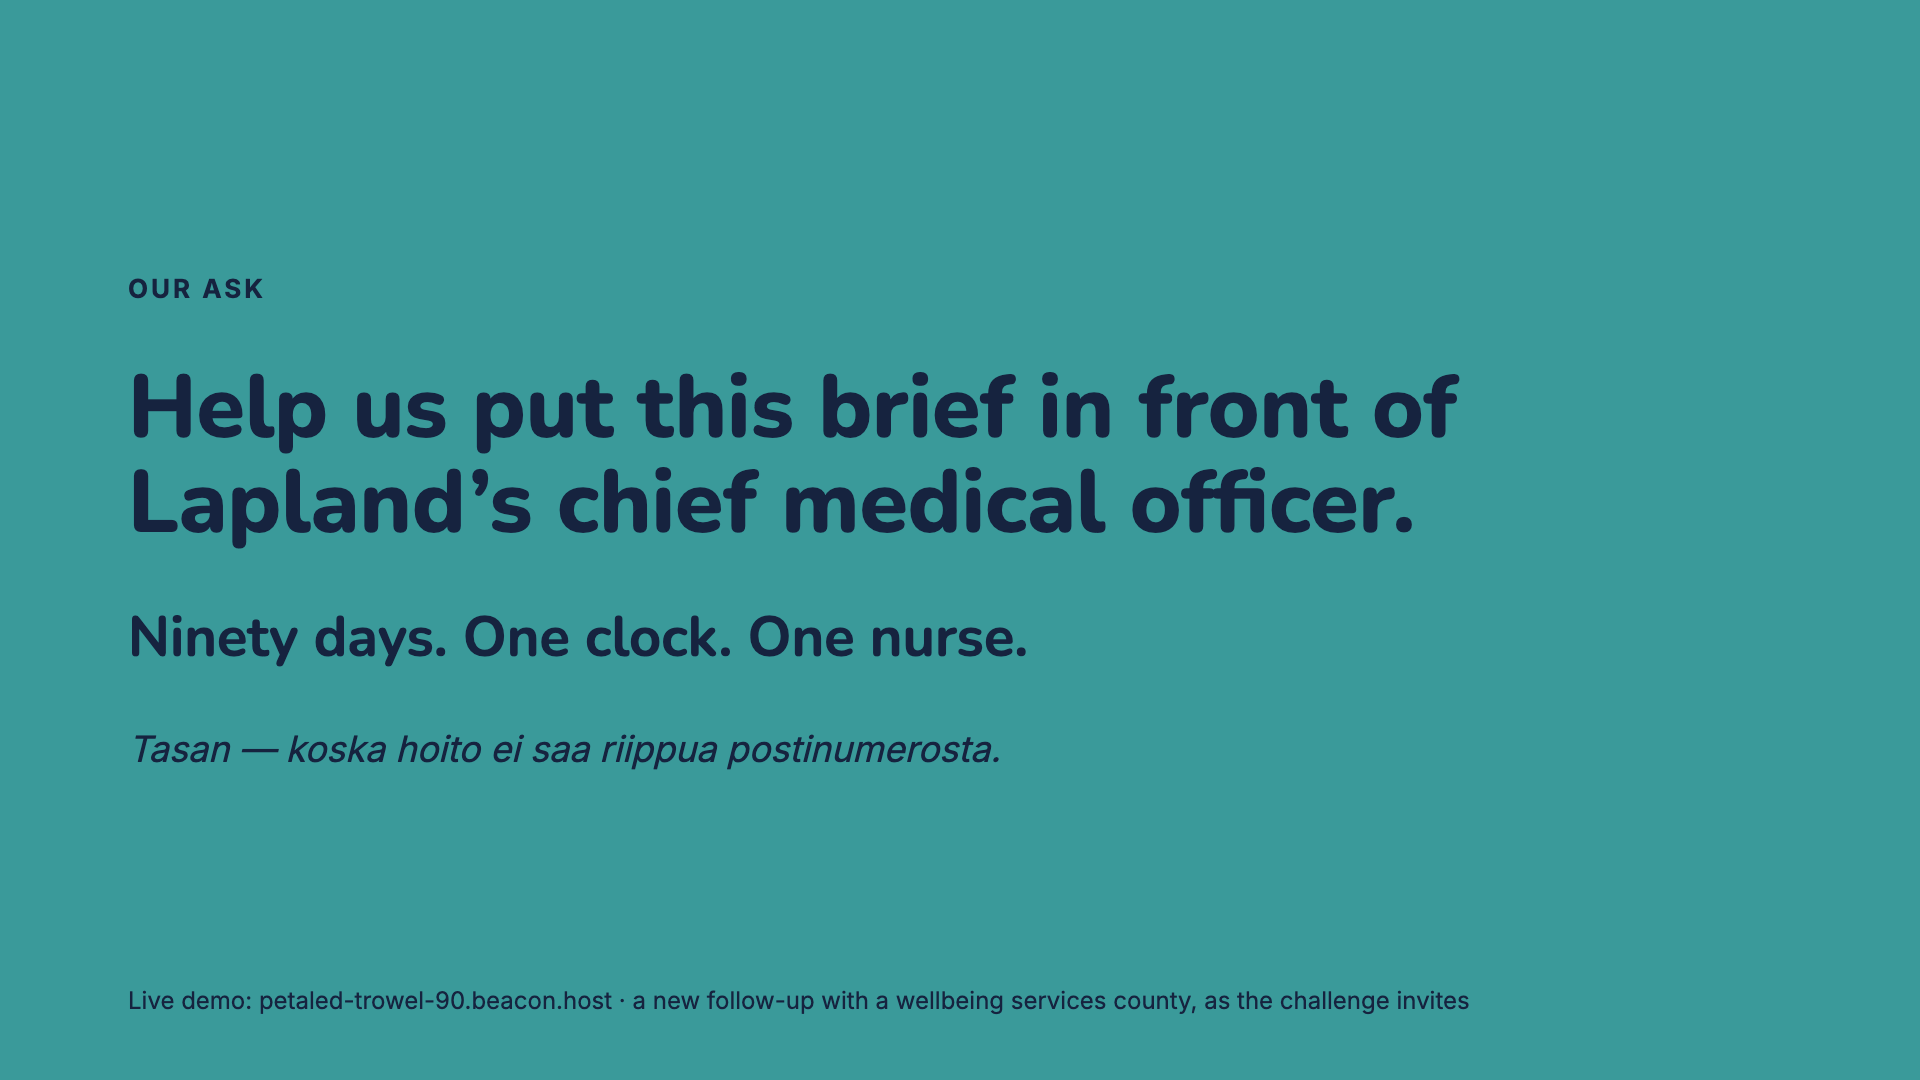 OUR ASK
Help us put this brief in front of
Lapland’s chief medical officer.
Ninety days. One clock. One nurse.
Tasan — koska hoito ei saa riippua postinumerosta.
Live demo: petaled-trowel-90.beacon.host · a new follow-up with a wellbeing services county, as the challenge invites